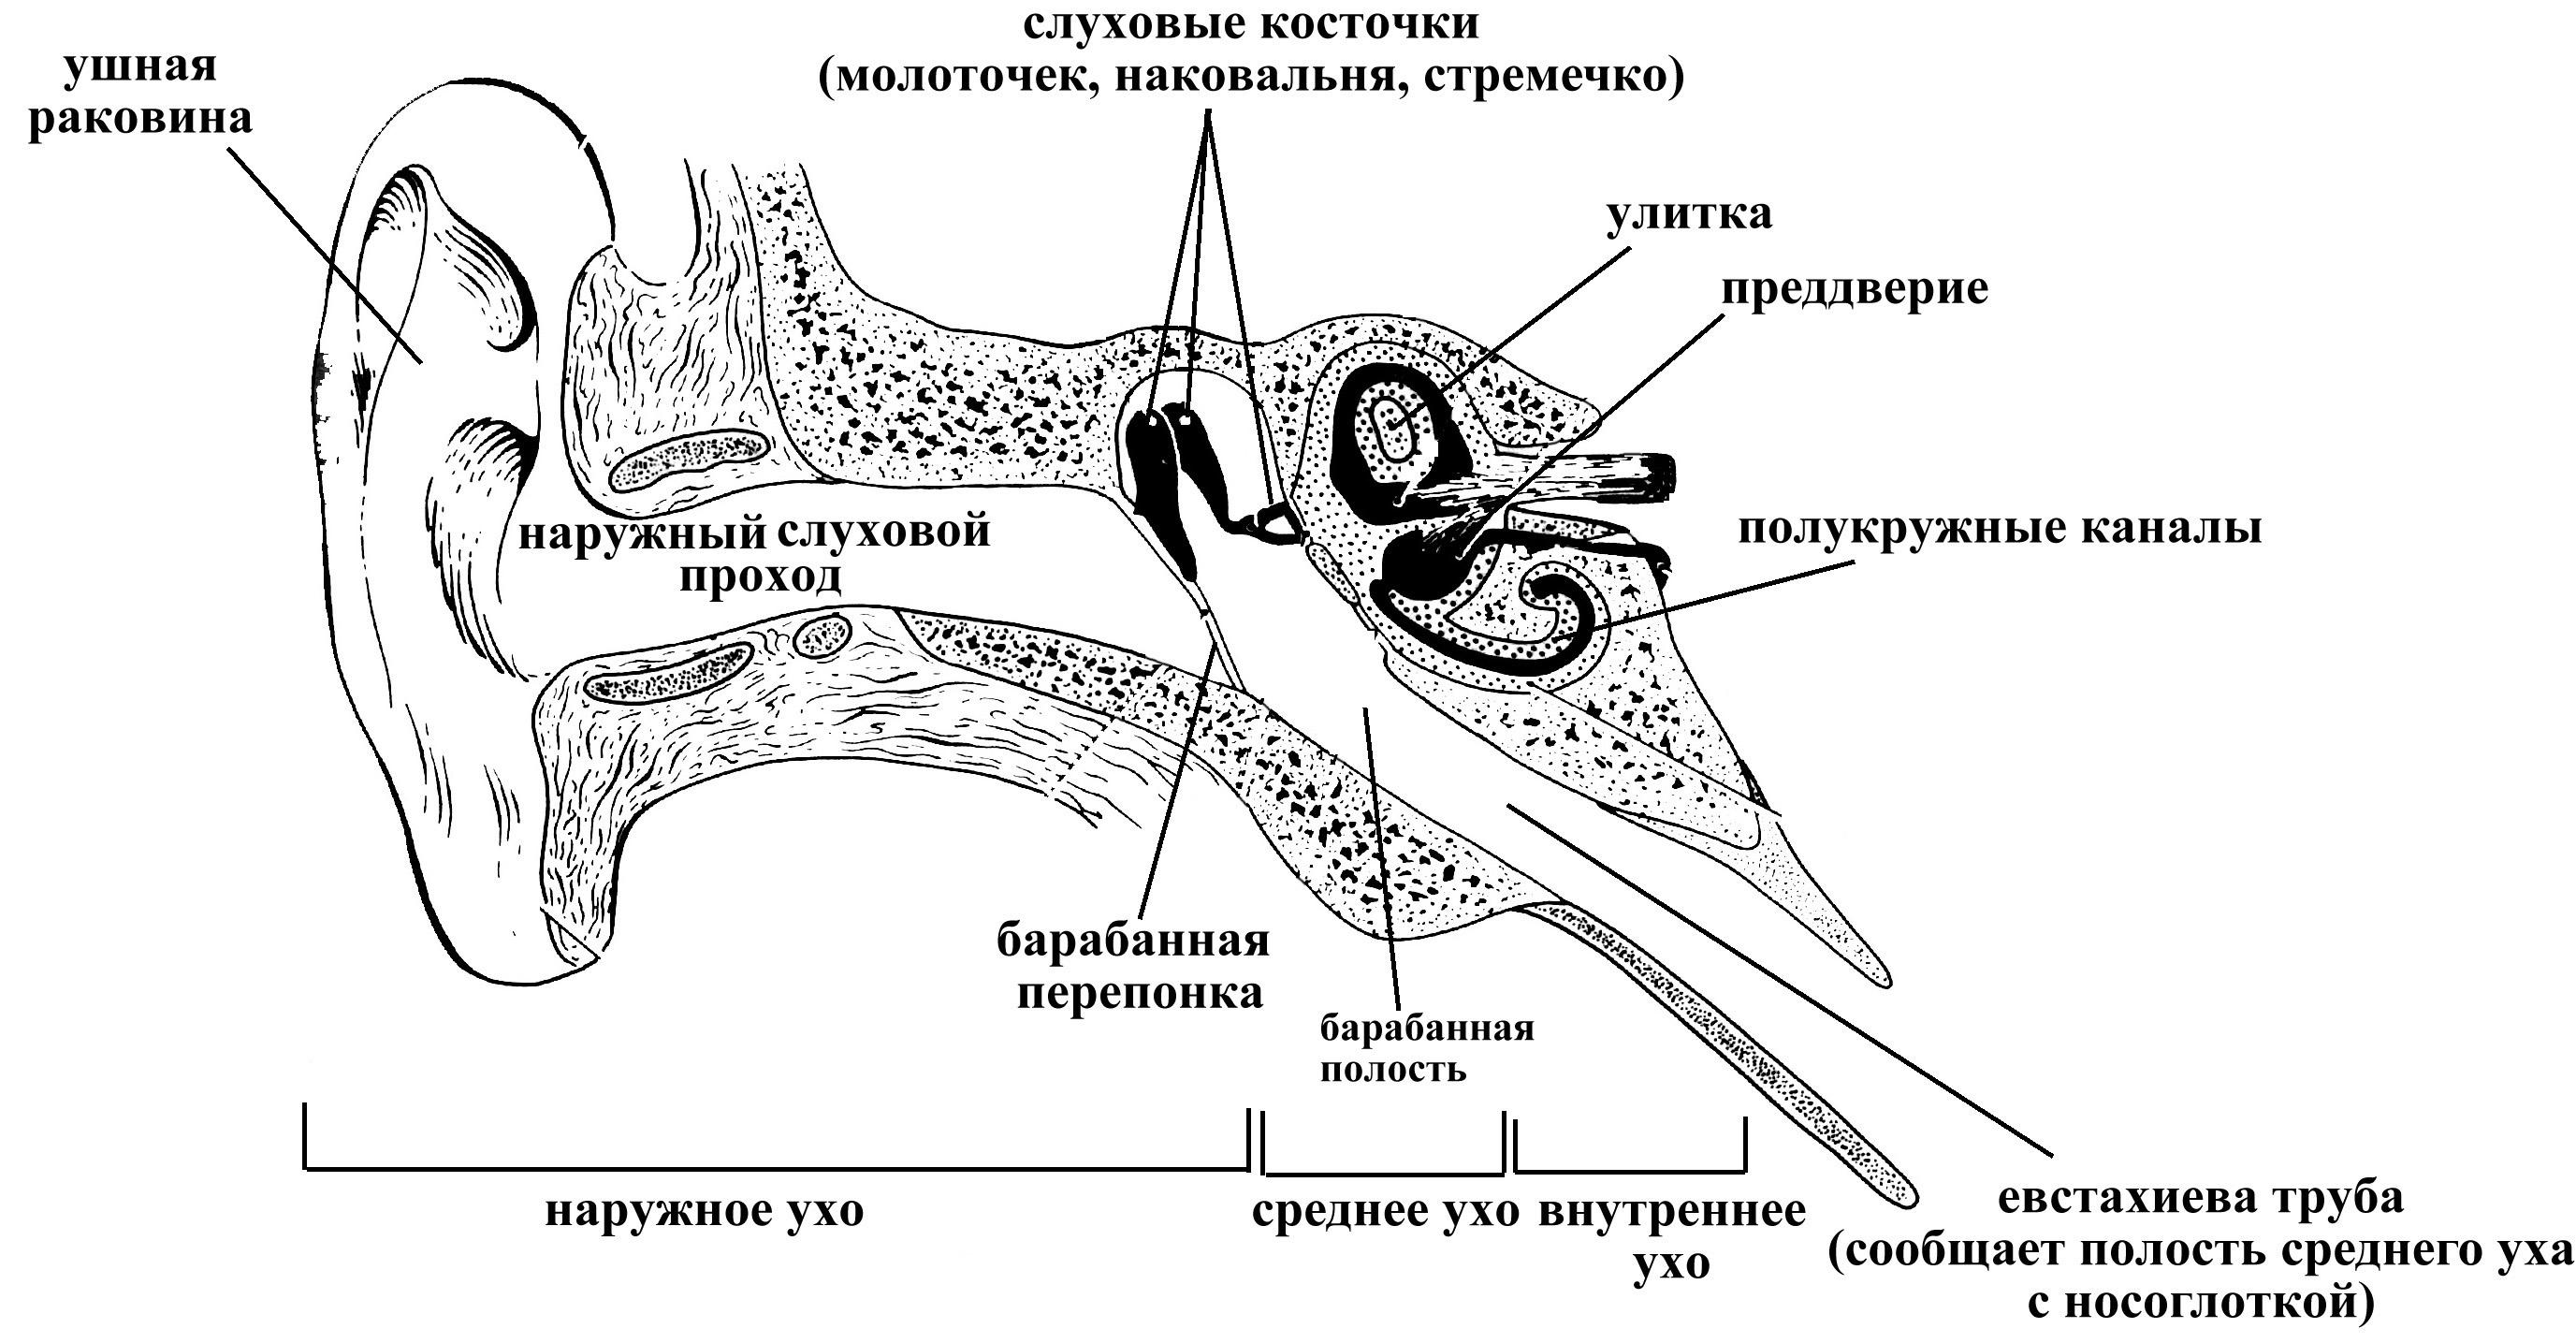 слуховые косточки
(молоточек, наковальня, стремечко)
ушная
раковина
улитка
преддверие
полукружные каналы
наружный слуховой
проход
барабанная
перепонка
барабанная
полость
наружное ухо
среднее ухо
внутреннее
ухо
евстахиева труба
(сообщает полость среднего уха
с носоглоткой)